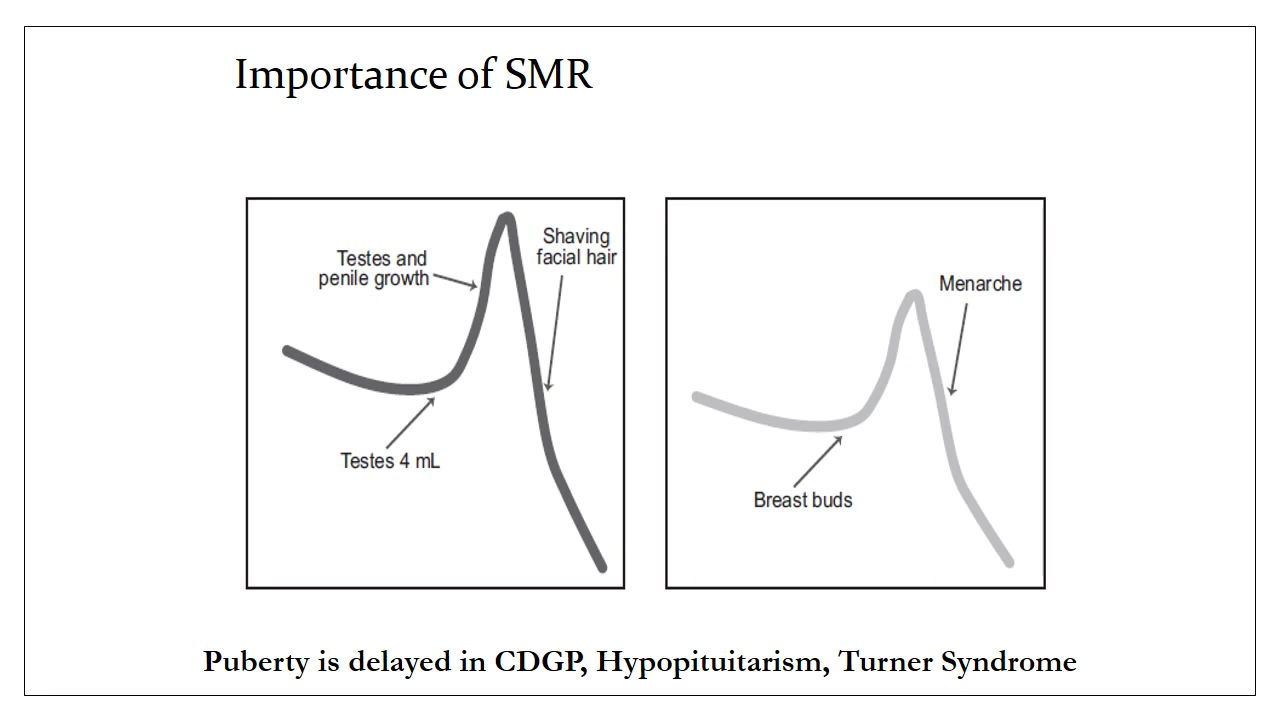 Importance of SMR
Testes and
penile growth
Shaving
facial hair
Testes 4 mL
Menarche
Breast buds
Puberty is delayed in CDGP, Hypopituitarism, Turner Syndrome